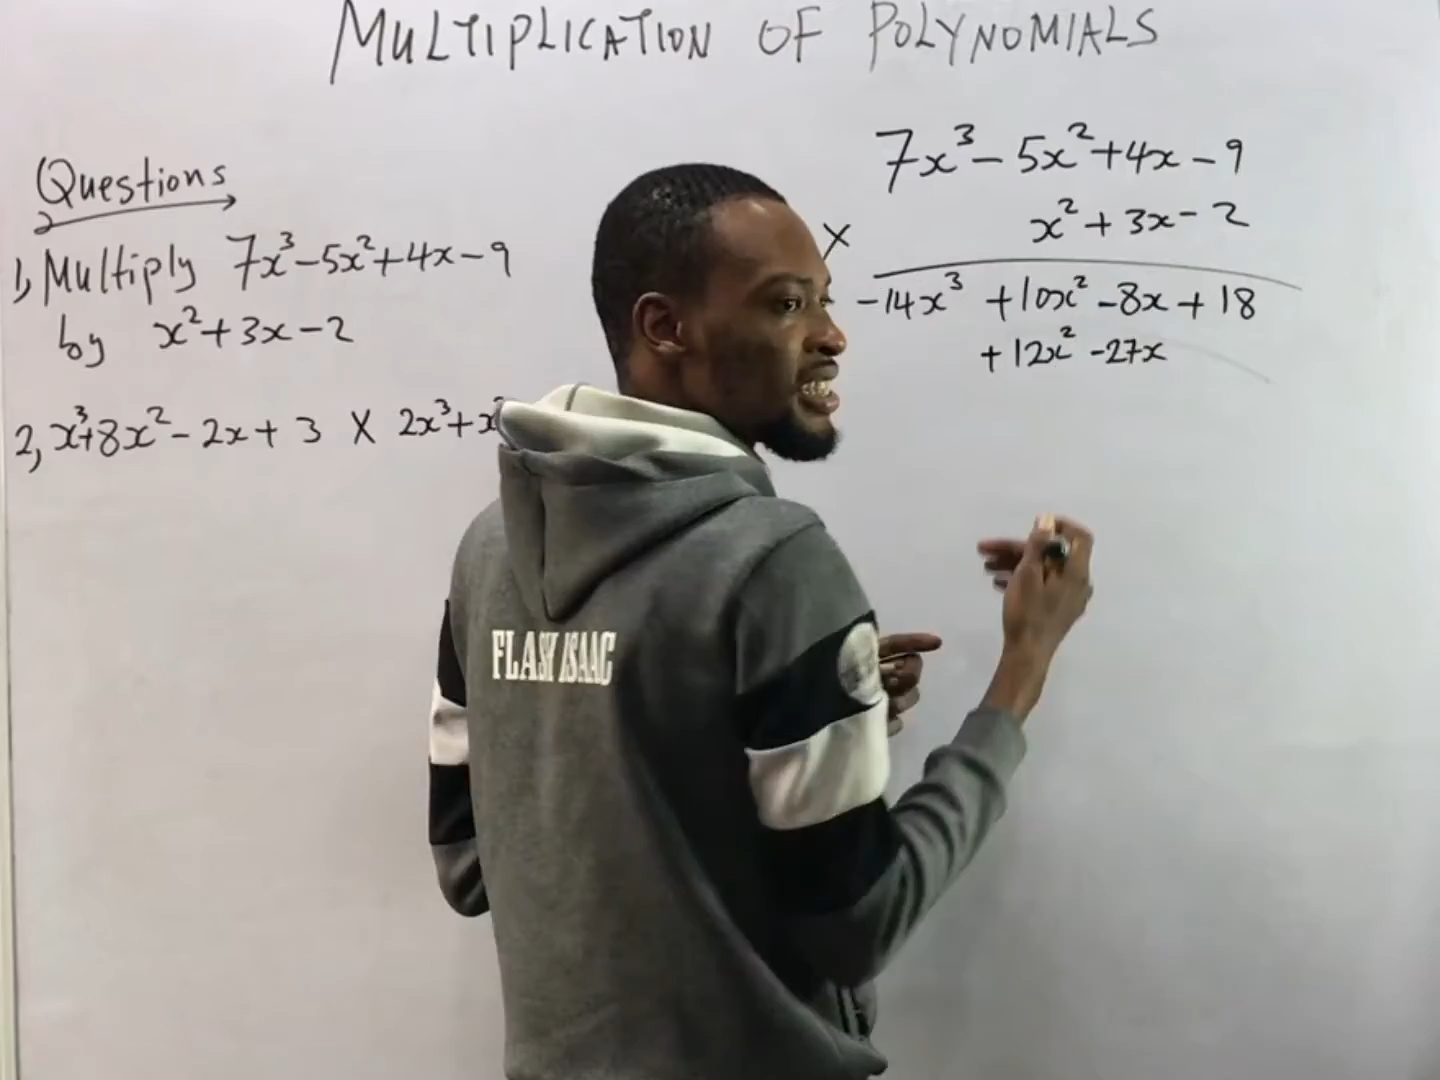 MULTIPLICATION OF POLYNOMIALS
Questions
1, Multiply 7x³-5x²+4x-9
by x²+3x-2
2, x³+8x²-2x+3 X 2x³+x²
7x³-5x²+4x-9
x x²+3x-2
-14x³ +10x² -8x + 18
+12x² -27x
FLASH ISAAC